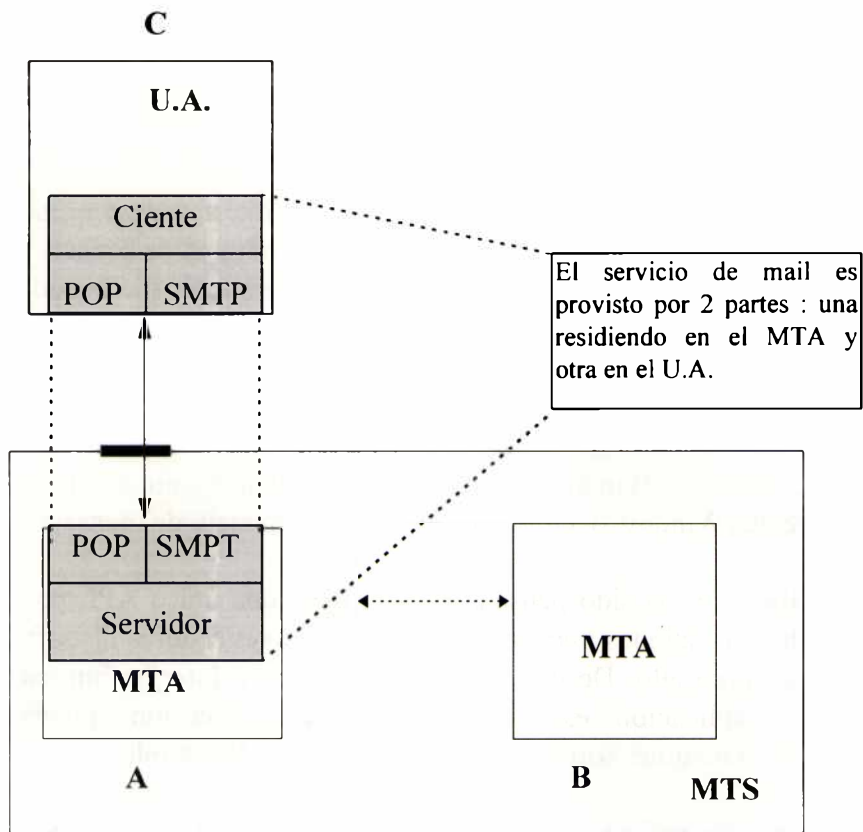 C
U.A.
Ciente
POP SMTP
El servicio de mail es
provisto por 2 partes : una
residiendo en el MTA y
otra en el U.A.
POP SMPT
Servidor
MTA
A
MTA
B
MTS